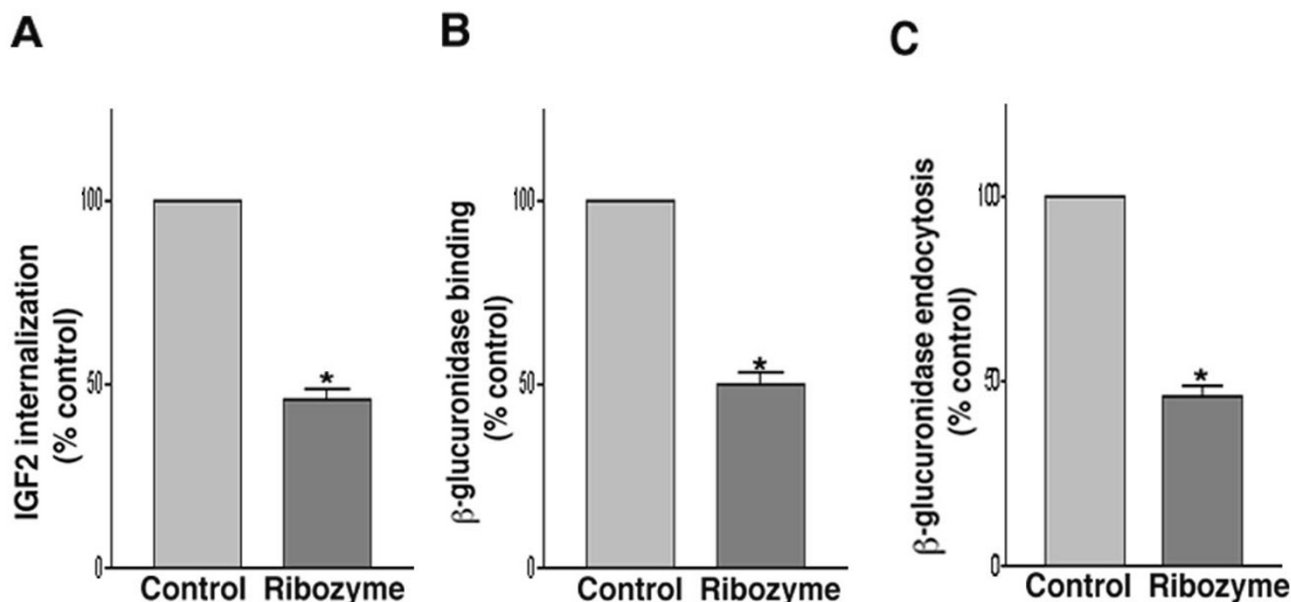 A
B
C
IGF2 internalization
(% control)
100
50
0
*
Control Ribozyme
β-glucuronidase binding
(% control)
100
50
0
*
Control Ribozyme
β-glucuronidase endocytosis
(% control)
100
50
0
*
Control Ribozyme